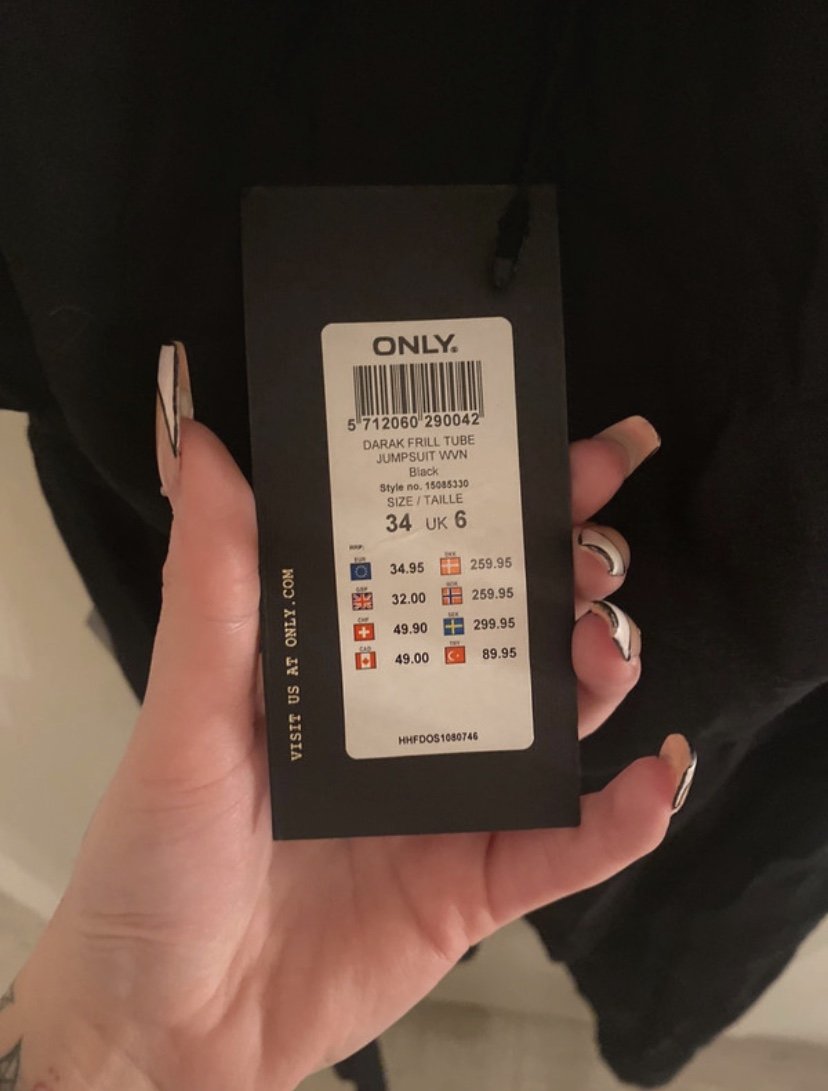 ONLY.
5 712060 290042
DARAK FRILL TUBE
JUMPSUIT WVN
Black
Style no. 15085330
SIZE / TAILLE
34 UK 6
RRP:
EUR 34.95 DKK 259.95
GBP 32.00 NOK 259.95
CHF 49.90 SEK 299.95
CAD 49.00 TRY 89.95
HHFDOS1080746
VISIT US AT ONLY.COM